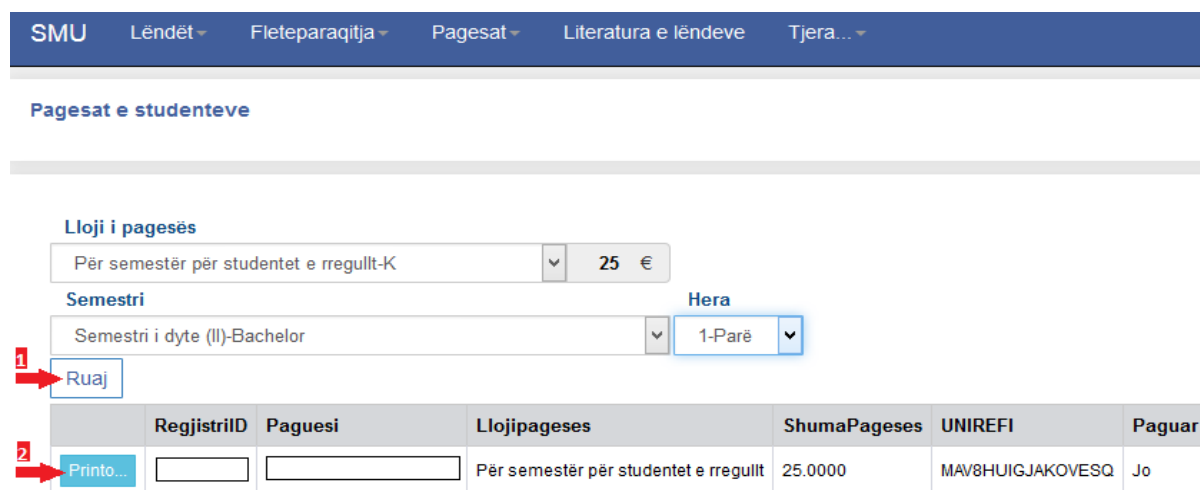 SMU Lëndët Fleteparaqitja Pagesat Literatura e lëndeve Tjera...
Pagesat e studenteve
Lloji i pagesës
Për semestër për studentet e rregullt-K 25 €
Semestri Hera
Semestri i dyte (II)-Bachelor 1-Parë
1
Ruaj
RegjistriID Paguesi Llojipageses ShumaPageses UNIREFI Paguar
2
Printo... Për semestër për studentet e rregullt 25.0000 MAV8HUIGJAKOVESQ Jo